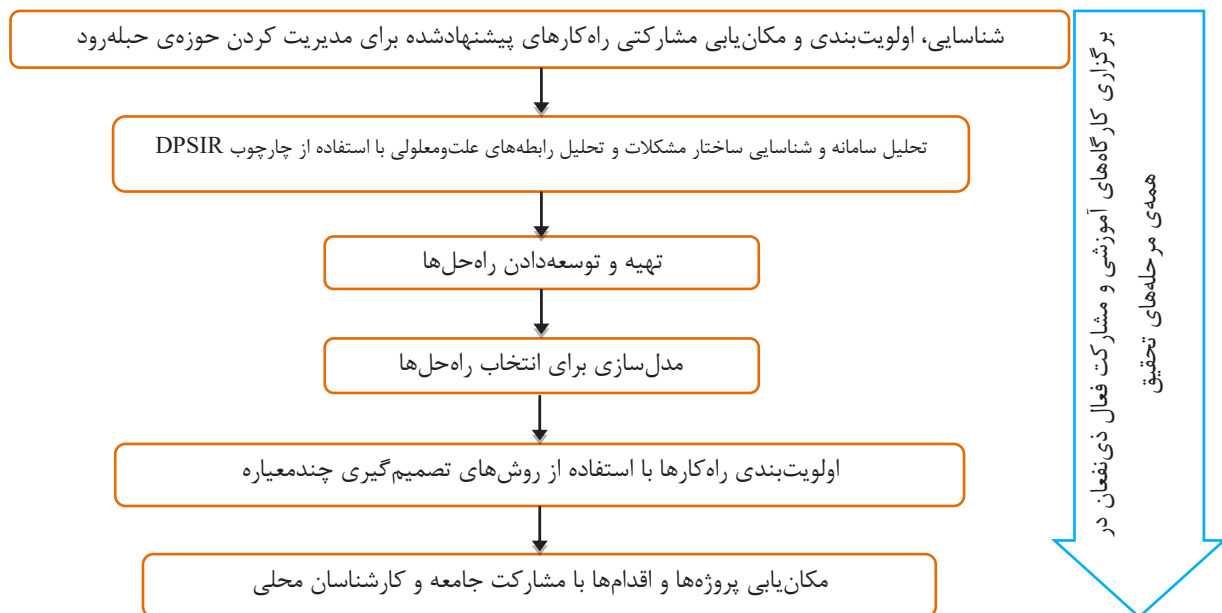 شناسایی، اولویت‌بندی و مکان‌یابی مشارکتی راه‌کارهای پیشنهادشده برای مدیریت کردن حوزه‌ی حبله‌رود
تحلیل سامانه و شناسایی ساختار مشکلات و تحلیل رابطه‌های علت‌ومعلولی با استفاده از چارچوب DPSIR
تهیه و توسعه‌دادن راه‌حل‌ها
مدل‌سازی برای انتخاب راه‌حل‌ها
اولویت‌بندی راه‌کارها با استفاده از روش‌های تصمیم‌گیری چندمعیاره
مکان‌یابی پروژه‌ها و اقدام‌ها با مشارکت جامعه و کارشناسان محلی
برگزاری کارگاه‌های آموزشی و مشارکت فعال ذی‌نفعان در
همه‌ی مرحله‌های تحقیق